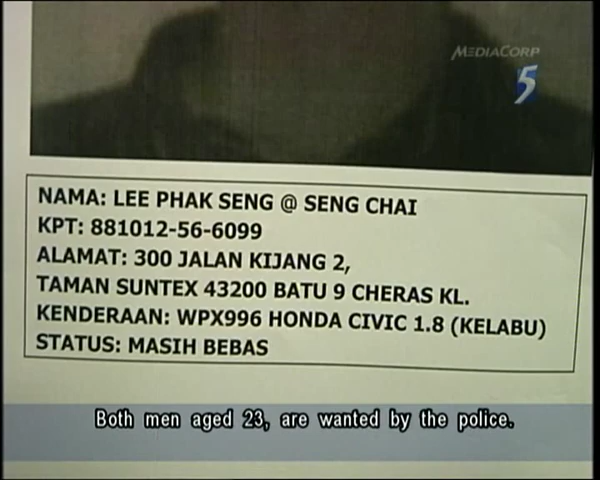 MEDIACORP
5
NAMA: LEE PHAK SENG @ SENG CHAI
KPT: 881012-56-6099
ALAMAT: 300 JALAN KIJANG 2,
TAMAN SUNTEX 43200 BATU 9 CHERAS KL.
KENDERAAN: WPX996 HONDA CIVIC 1.8 (KELABU)
STATUS: MASIH BEBAS
Both men aged 23, are wanted by the police.